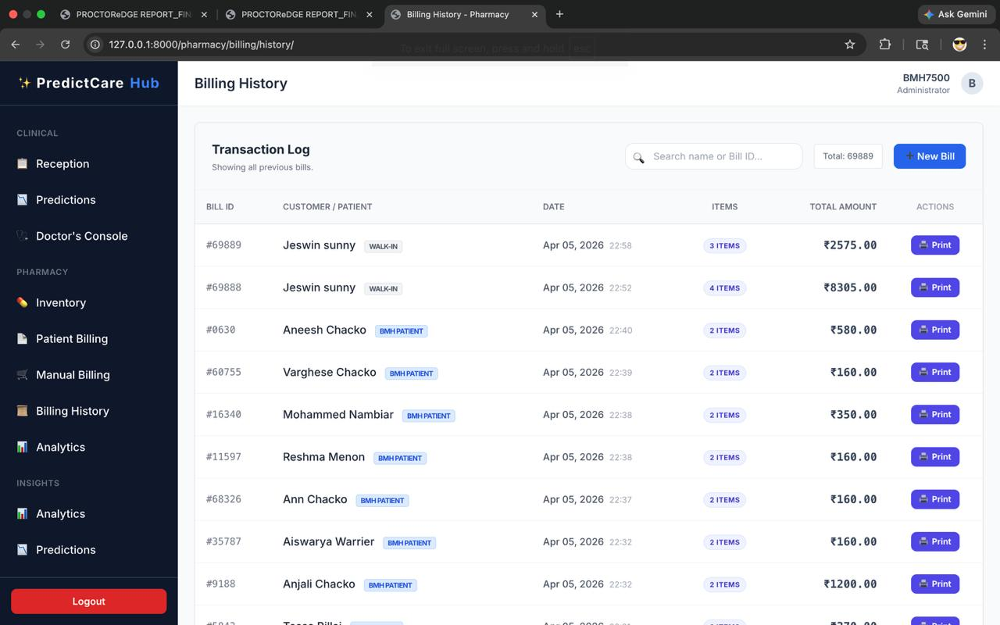 PROCTOReDGE REPORT_FIN
PROCTOReDGE REPORT_FIN
Billing History - Pharmacy
Ask Gemini
127.0.0.1:8000/pharmacy/billing/history/
To exit full screen, press and hold esc
PredictCare Hub
Billing History
BMH7500
Administrator
B
CLINICAL
Reception
Predictions
Doctor's Console
PHARMACY
Inventory
Patient Billing
Manual Billing
Billing History
Analytics
INSIGHTS
Analytics
Predictions
Logout
Transaction Log
Showing all previous bills.
Search name or Bill ID...
Total: 69889
+ New Bill
BILL ID CUSTOMER / PATIENT DATE ITEMS TOTAL AMOUNT ACTIONS
#69889 Jeswin sunny WALK-IN Apr 05, 2026 22:58 3 ITEMS ₹2575.00 Print
#69888 Jeswin sunny WALK-IN Apr 05, 2026 22:52 4 ITEMS ₹8305.00 Print
#0630 Aneesh Chacko BMH PATIENT Apr 05, 2026 22:40 2 ITEMS ₹580.00 Print
#60755 Varghese Chacko BMH PATIENT Apr 05, 2026 22:39 2 ITEMS ₹160.00 Print
#16340 Mohammed Nambiar BMH PATIENT Apr 05, 2026 22:38 2 ITEMS ₹350.00 Print
#11597 Reshma Menon BMH PATIENT Apr 05, 2026 22:38 2 ITEMS ₹160.00 Print
#68326 Ann Chacko BMH PATIENT Apr 05, 2026 22:37 2 ITEMS ₹160.00 Print
#35787 Aiswarya Warrier BMH PATIENT Apr 05, 2026 22:32 2 ITEMS ₹160.00 Print
#9188 Anjali Chacko BMH PATIENT Apr 05, 2026 22:32 2 ITEMS ₹1200.00 Print